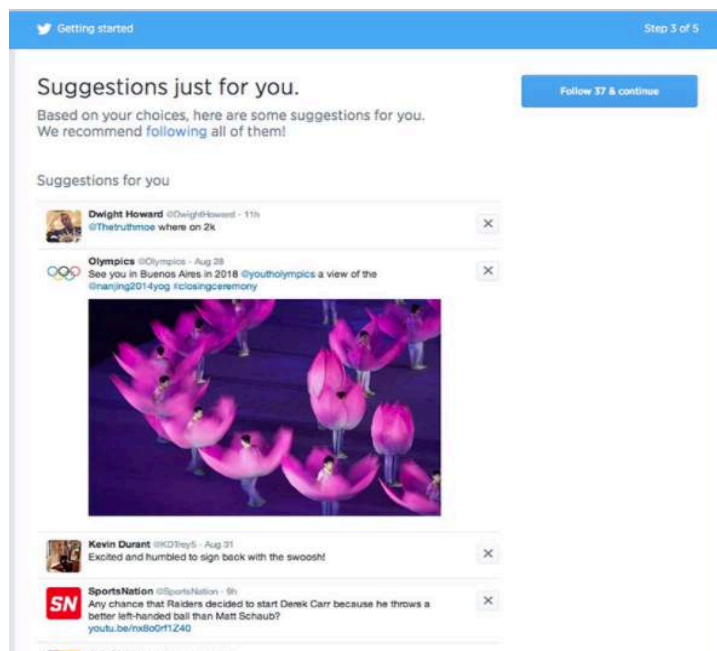 Getting started
Step 3 of 5
Suggestions just for you.
Follow 37 & continue
Based on your choices, here are some suggestions for you.
We recommend following all of them!
Suggestions for you
Dwight Howard @DwightHoward - 11h
@Thetruthmoe where on 2k
Olympics @Olympics - Aug 28
See you in Buenos Aires in 2018 @youtholympics a view of the
@nanjing2014yog #closingceremony
Kevin Durant @KDTrey5 - Aug 31
Excited and humbled to sign back with the swoosh!
SN
SportsNation @SportsNation - 9h
Any chance that Raiders decided to start Derek Carr because he throws a
better left-handed ball than Matt Schaub?
youtu.be/nx8o0rf1Z40